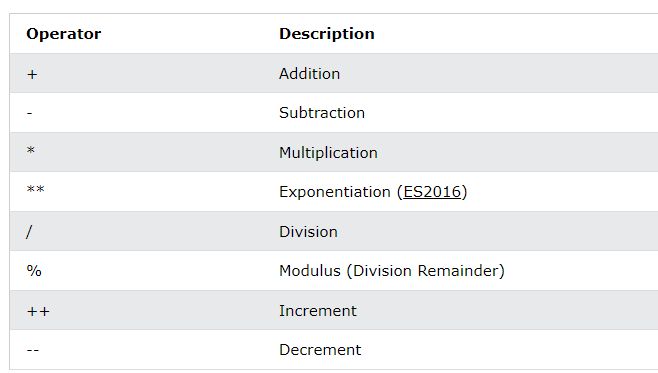 Operator Description
+ Addition
- Subtraction
* Multiplication
** Exponentiation (ES2016)
/ Division
% Modulus (Division Remainder)
++ Increment
-- Decrement